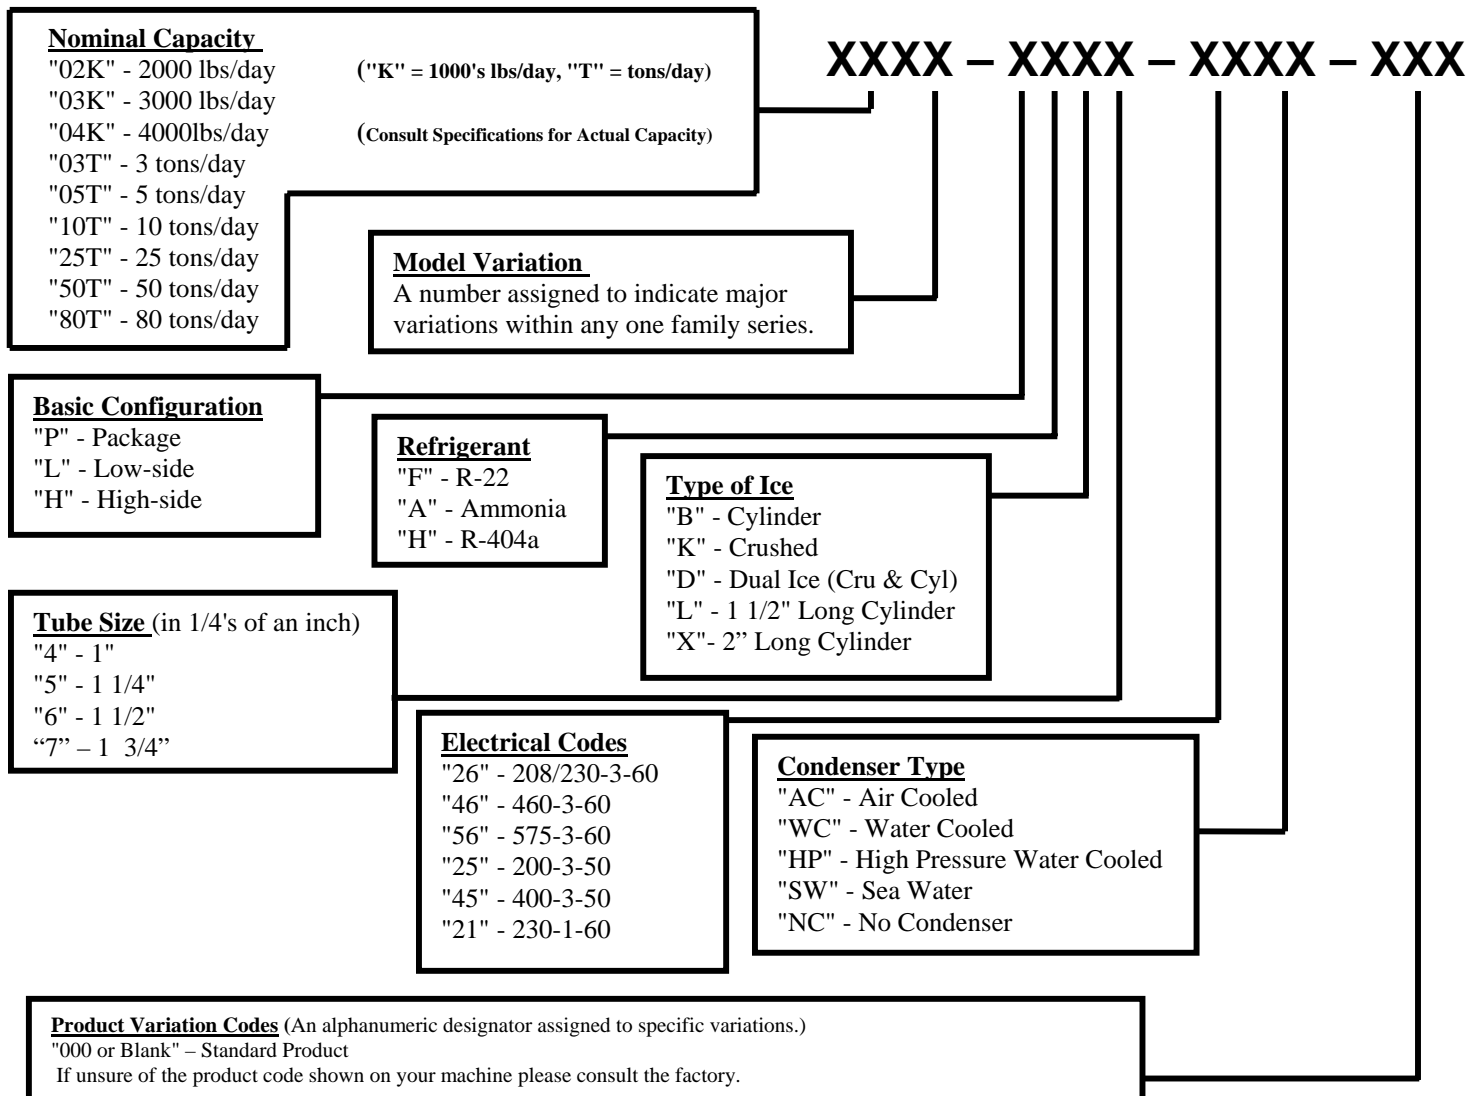 XXXX – XXXX – XXXX – XXX
Nominal Capacity
"02K" - 2000 lbs/day ("K" = 1000's lbs/day, "T" = tons/day)
"03K" - 3000 lbs/day
"04K" - 4000lbs/day (Consult Specifications for Actual Capacity)
"03T" - 3 tons/day
"05T" - 5 tons/day
"10T" - 10 tons/day
"25T" - 25 tons/day
"50T" - 50 tons/day
"80T" - 80 tons/day
Model Variation
A number assigned to indicate major
variations within any one family series.
Basic Configuration
"P" - Package
"L" - Low-side
"H" - High-side
Refrigerant
"F" - R-22
"A" - Ammonia
"H" - R-404a
Type of Ice
"B" - Cylinder
"K" - Crushed
"D" - Dual Ice (Cru & Cyl)
"L" - 1 1/2" Long Cylinder
"X"- 2” Long Cylinder
Tube Size (in 1/4's of an inch)
"4" - 1"
"5" - 1 1/4"
"6" - 1 1/2"
“7” – 1 3/4”
Electrical Codes
"26" - 208/230-3-60
"46" - 460-3-60
"56" - 575-3-60
"25" - 200-3-50
"45" - 400-3-50
"21" - 230-1-60
Condenser Type
"AC" - Air Cooled
"WC" - Water Cooled
"HP" - High Pressure Water Cooled
"SW" - Sea Water
"NC" - No Condenser
Product Variation Codes (An alphanumeric designator assigned to specific variations.)
"000 or Blank" – Standard Product
If unsure of the product code shown on your machine please consult the factory.